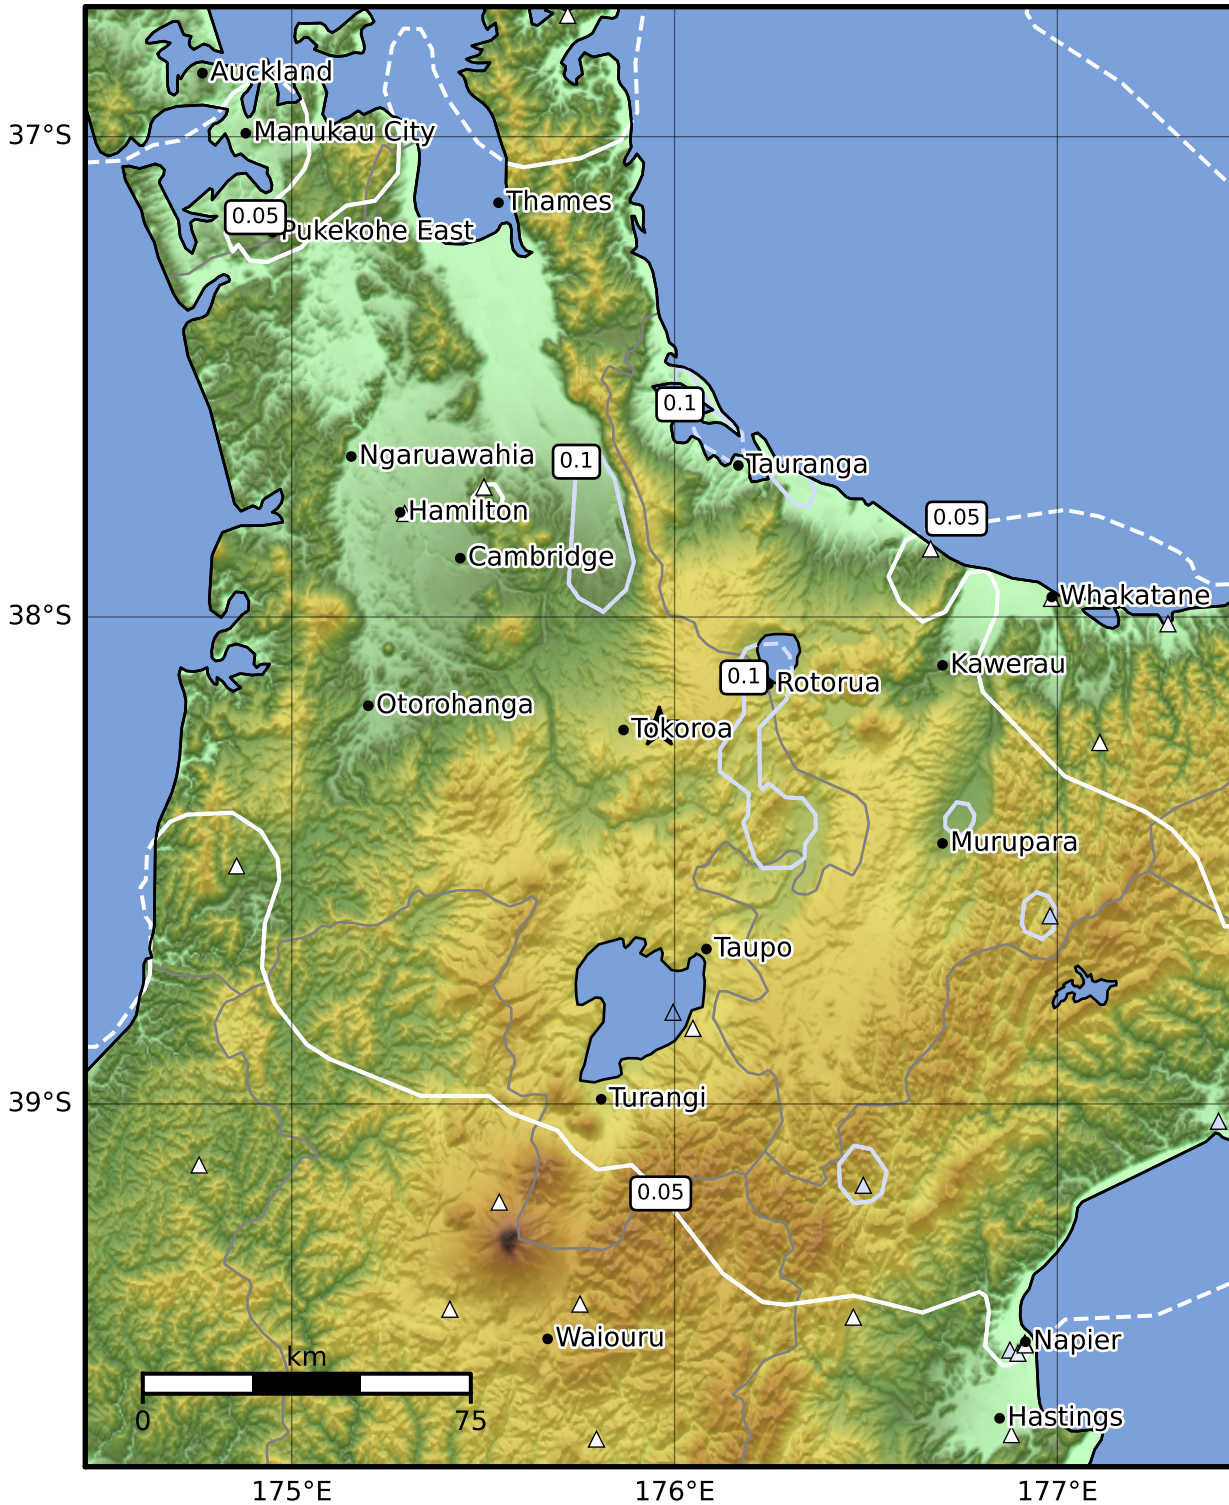 Auckland
Manukau City
37°S
Thames
0.05
Pukekohe East
0.1
Ngaruawahia
0.1
Tauranga
Hamilton
0.05
Cambridge
Whakatane
38°S
Kawerau
0.1
Rotorua
Otorohanga
Tokoroa
Murupara
Taupo
Turangi
39°S
0.05
Waiouru
Napier
km
0
75
Hastings
175°E
176°E
177°E